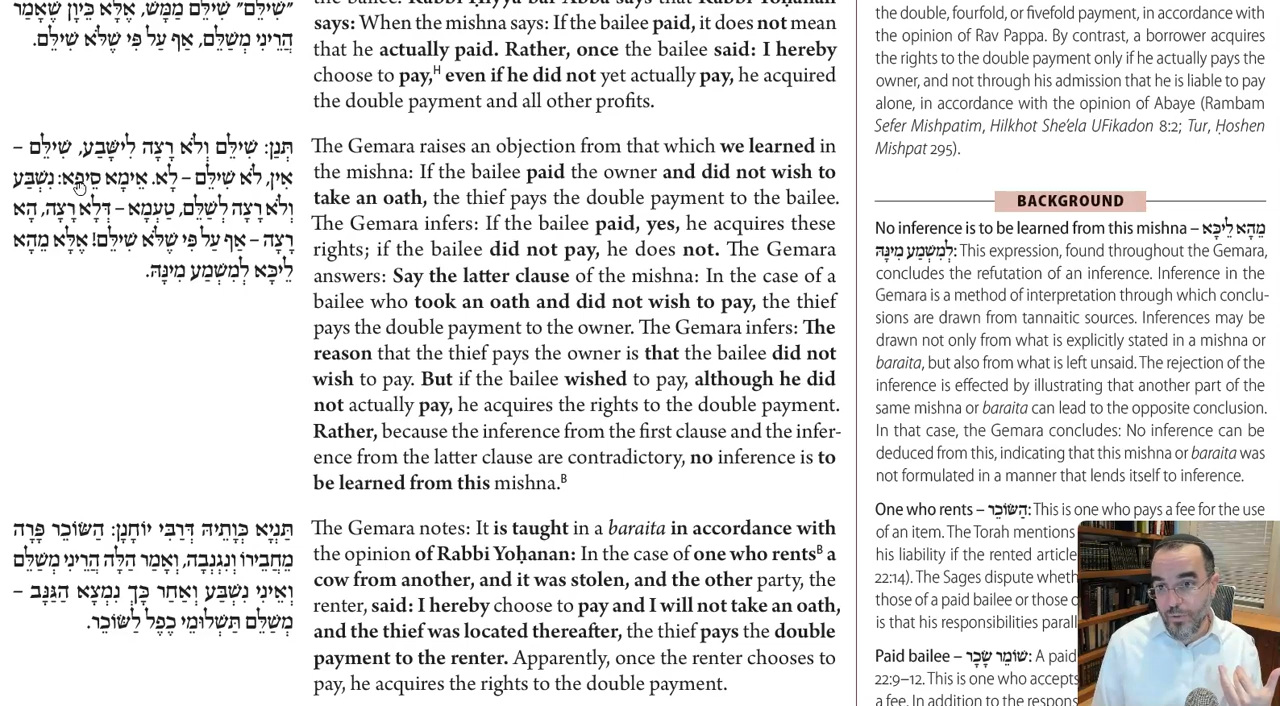 ״שִׁילֵּם״ שִׁילֵּם מַמָּשׁ, אֶלָּא כֵּיוָן שֶׁאָמַר
הֲרֵינִי מְשַׁלֵּם, אַף עַל פִּי שֶׁלֹּא שִׁילֵּם.
תְּנַן: שִׁילֵּם וְלֹא רָצָה לִישָּׁבַע, שִׁילֵּם –
אִין, לֹא שִׁילֵּם – לָא. אֵימָא סֵיפָא: נִשְׁבַּע
וְלֹא רָצָה לְשַׁלֵּם, טַעְמָא – דְּלָא רָצָה, הָא
רָצָה – אַף עַל פִּי שֶׁלֹּא שִׁילֵּם! אֶלָּא מֵהָא
לֵיכָּא לְמִשְׁמַע מִינַּהּ.
תַּנְיָא כְּוָתֵיהּ דְּרַבִּי יוֹחָנָן: הַשּׂוֹכֵר פָּרָה
מֵחֲבֵירוֹ וְנִגְנְבָה, וְאָמַר הַלָּה הֲרֵינִי מְשַׁלֵּם
וְאֵינִי נִשְׁבָּע וְאַחַר כָּךְ נִמְצָא הַגַּנָּב –
מְשַׁלֵּם תַּשְׁלוּמֵי כֶפֶל לַשּׂוֹכֵר.
says: When the mishna says: If the bailee paid, it does not mean
that he actually paid. Rather, once the bailee said: I hereby
choose to pay,ᴴ even if he did not yet actually pay, he acquired
the double payment and all other profits.
The Gemara raises an objection from that which we learned in
the mishna: If the bailee paid the owner and did not wish to
take an oath, the thief pays the double payment to the bailee.
The Gemara infers: If the bailee paid, yes, he acquires these
rights; if the bailee did not pay, he does not. The Gemara
answers: Say the latter clause of the mishna: In the case of a
bailee who took an oath and did not wish to pay, the thief
pays the double payment to the owner. The Gemara infers: The
reason that the thief pays the owner is that the bailee did not
wish to pay. But if the bailee wished to pay, although he did
not actually pay, he acquires the rights to the double payment.
Rather, because the inference from the first clause and the infer-
ence from the latter clause are contradictory, no inference is to
be learned from this mishna.ᴮ
The Gemara notes: It is taught in a baraita in accordance with
the opinion of Rabbi Yoḥanan: In the case of one who rentsᴮ a
cow from another, and it was stolen, and the other party, the
renter, said: I hereby choose to pay and I will not take an oath,
and the thief was located thereafter, the thief pays the double
payment to the renter. Apparently, once the renter chooses to
pay, he acquires the rights to the double payment.
the double, fourfold, or fivefold payment, in accordance with
the opinion of Rav Pappa. By contrast, a borrower acquires
the rights to the double payment only if he actually pays the
owner, and not through his admission that he is liable to pay
alone, in accordance with the opinion of Abaye (Rambam
Sefer Mishpatim, Hilkhot She'ela UFikadon 8:2; Tur, Ḥoshen
Mishpat 295).
BACKGROUND
No inference is to be learned from this mishna – מֵהָא לֵיכָּא
לְמִשְׁמַע מִינַּהּ: This expression, found throughout the Gemara,
concludes the refutation of an inference. Inference in the
Gemara is a method of interpretation through which conclu-
sions are drawn from tannaitic sources. Inferences may be
drawn not only from what is explicitly stated in a mishna or
baraita, but also from what is left unsaid. The rejection of the
inference is effected by illustrating that another part of the
same mishna or baraita can lead to the opposite conclusion.
In that case, the Gemara concludes: No inference can be
deduced from this, indicating that this mishna or baraita was
not formulated in a manner that lends itself to inference.
One who rents – הַשּׂוֹכֵר: This is one who pays a fee for the use
of an item. The Torah mentions
his liability if the rented article
22:14). The Sages dispute
those of a paid bailee or those
is that his responsibilities
Paid bailee – שׁוֹמֵר שָׂכָר: A paid
22:9–12. This is one who accepts
a fee. In addition to the